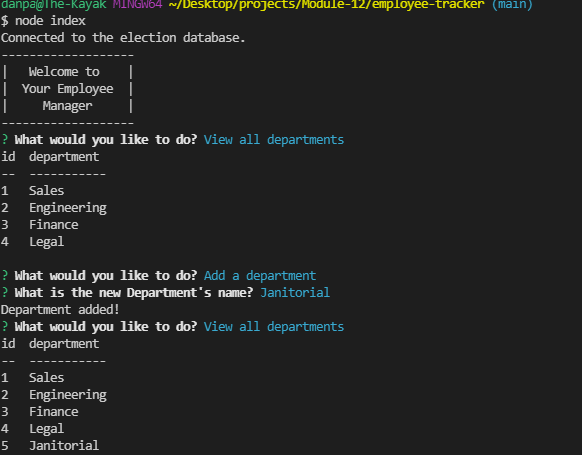 danpa@The-Kayak MINGW64 ~/Desktop/projects/Module-12/employee-tracker (main)
$ node index
Connected to the election database.
-------------------
|   Welcome to    |
|  Your Employee  |
|     Manager     |
-------------------
? What would you like to do? View all departments
id  department
--  -----------
1   Sales
2   Engineering
3   Finance
4   Legal
? What would you like to do? Add a department
? What is the new Department's name? Janitorial
Department added!
? What would you like to do? View all departments
id  department
--  -----------
1   Sales
2   Engineering
3   Finance
4   Legal
5   Janitorial